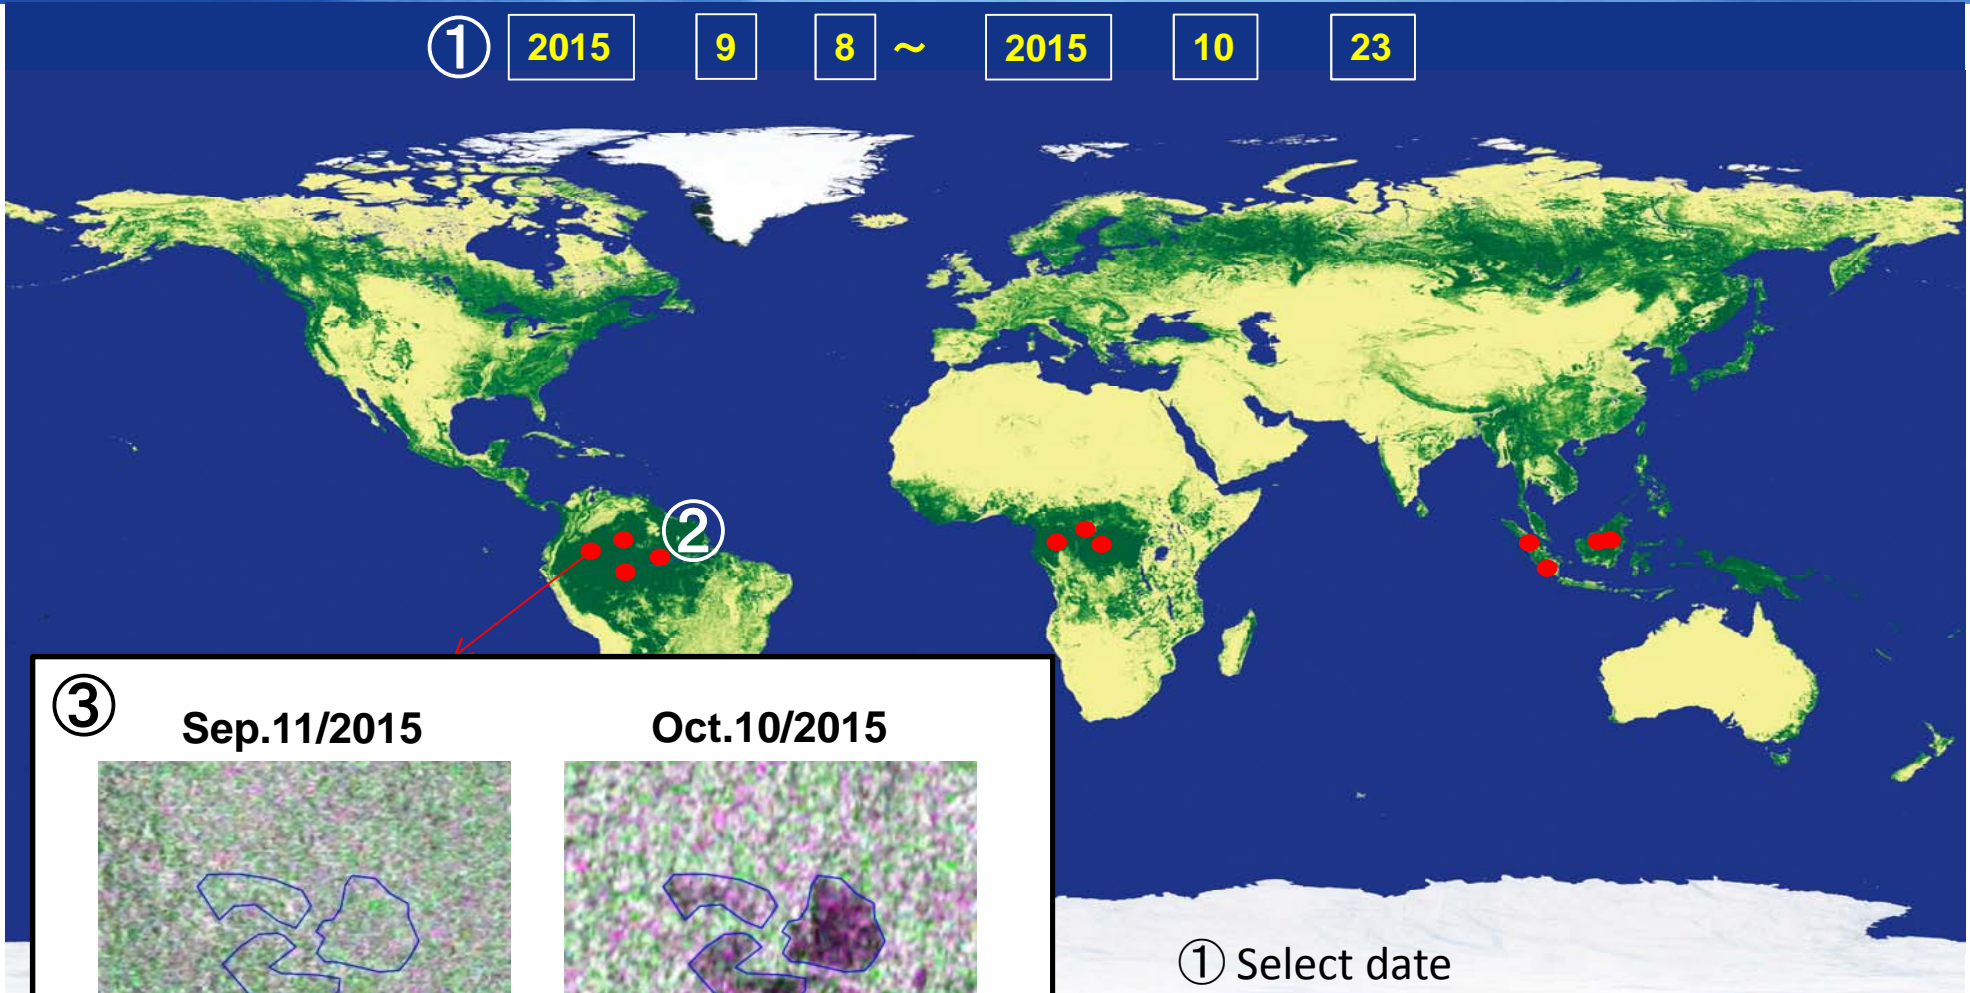 ① 2015 9 8 ～ 2015 10 23
②
③
Sep.11/2015 Oct.10/2015
① Select date